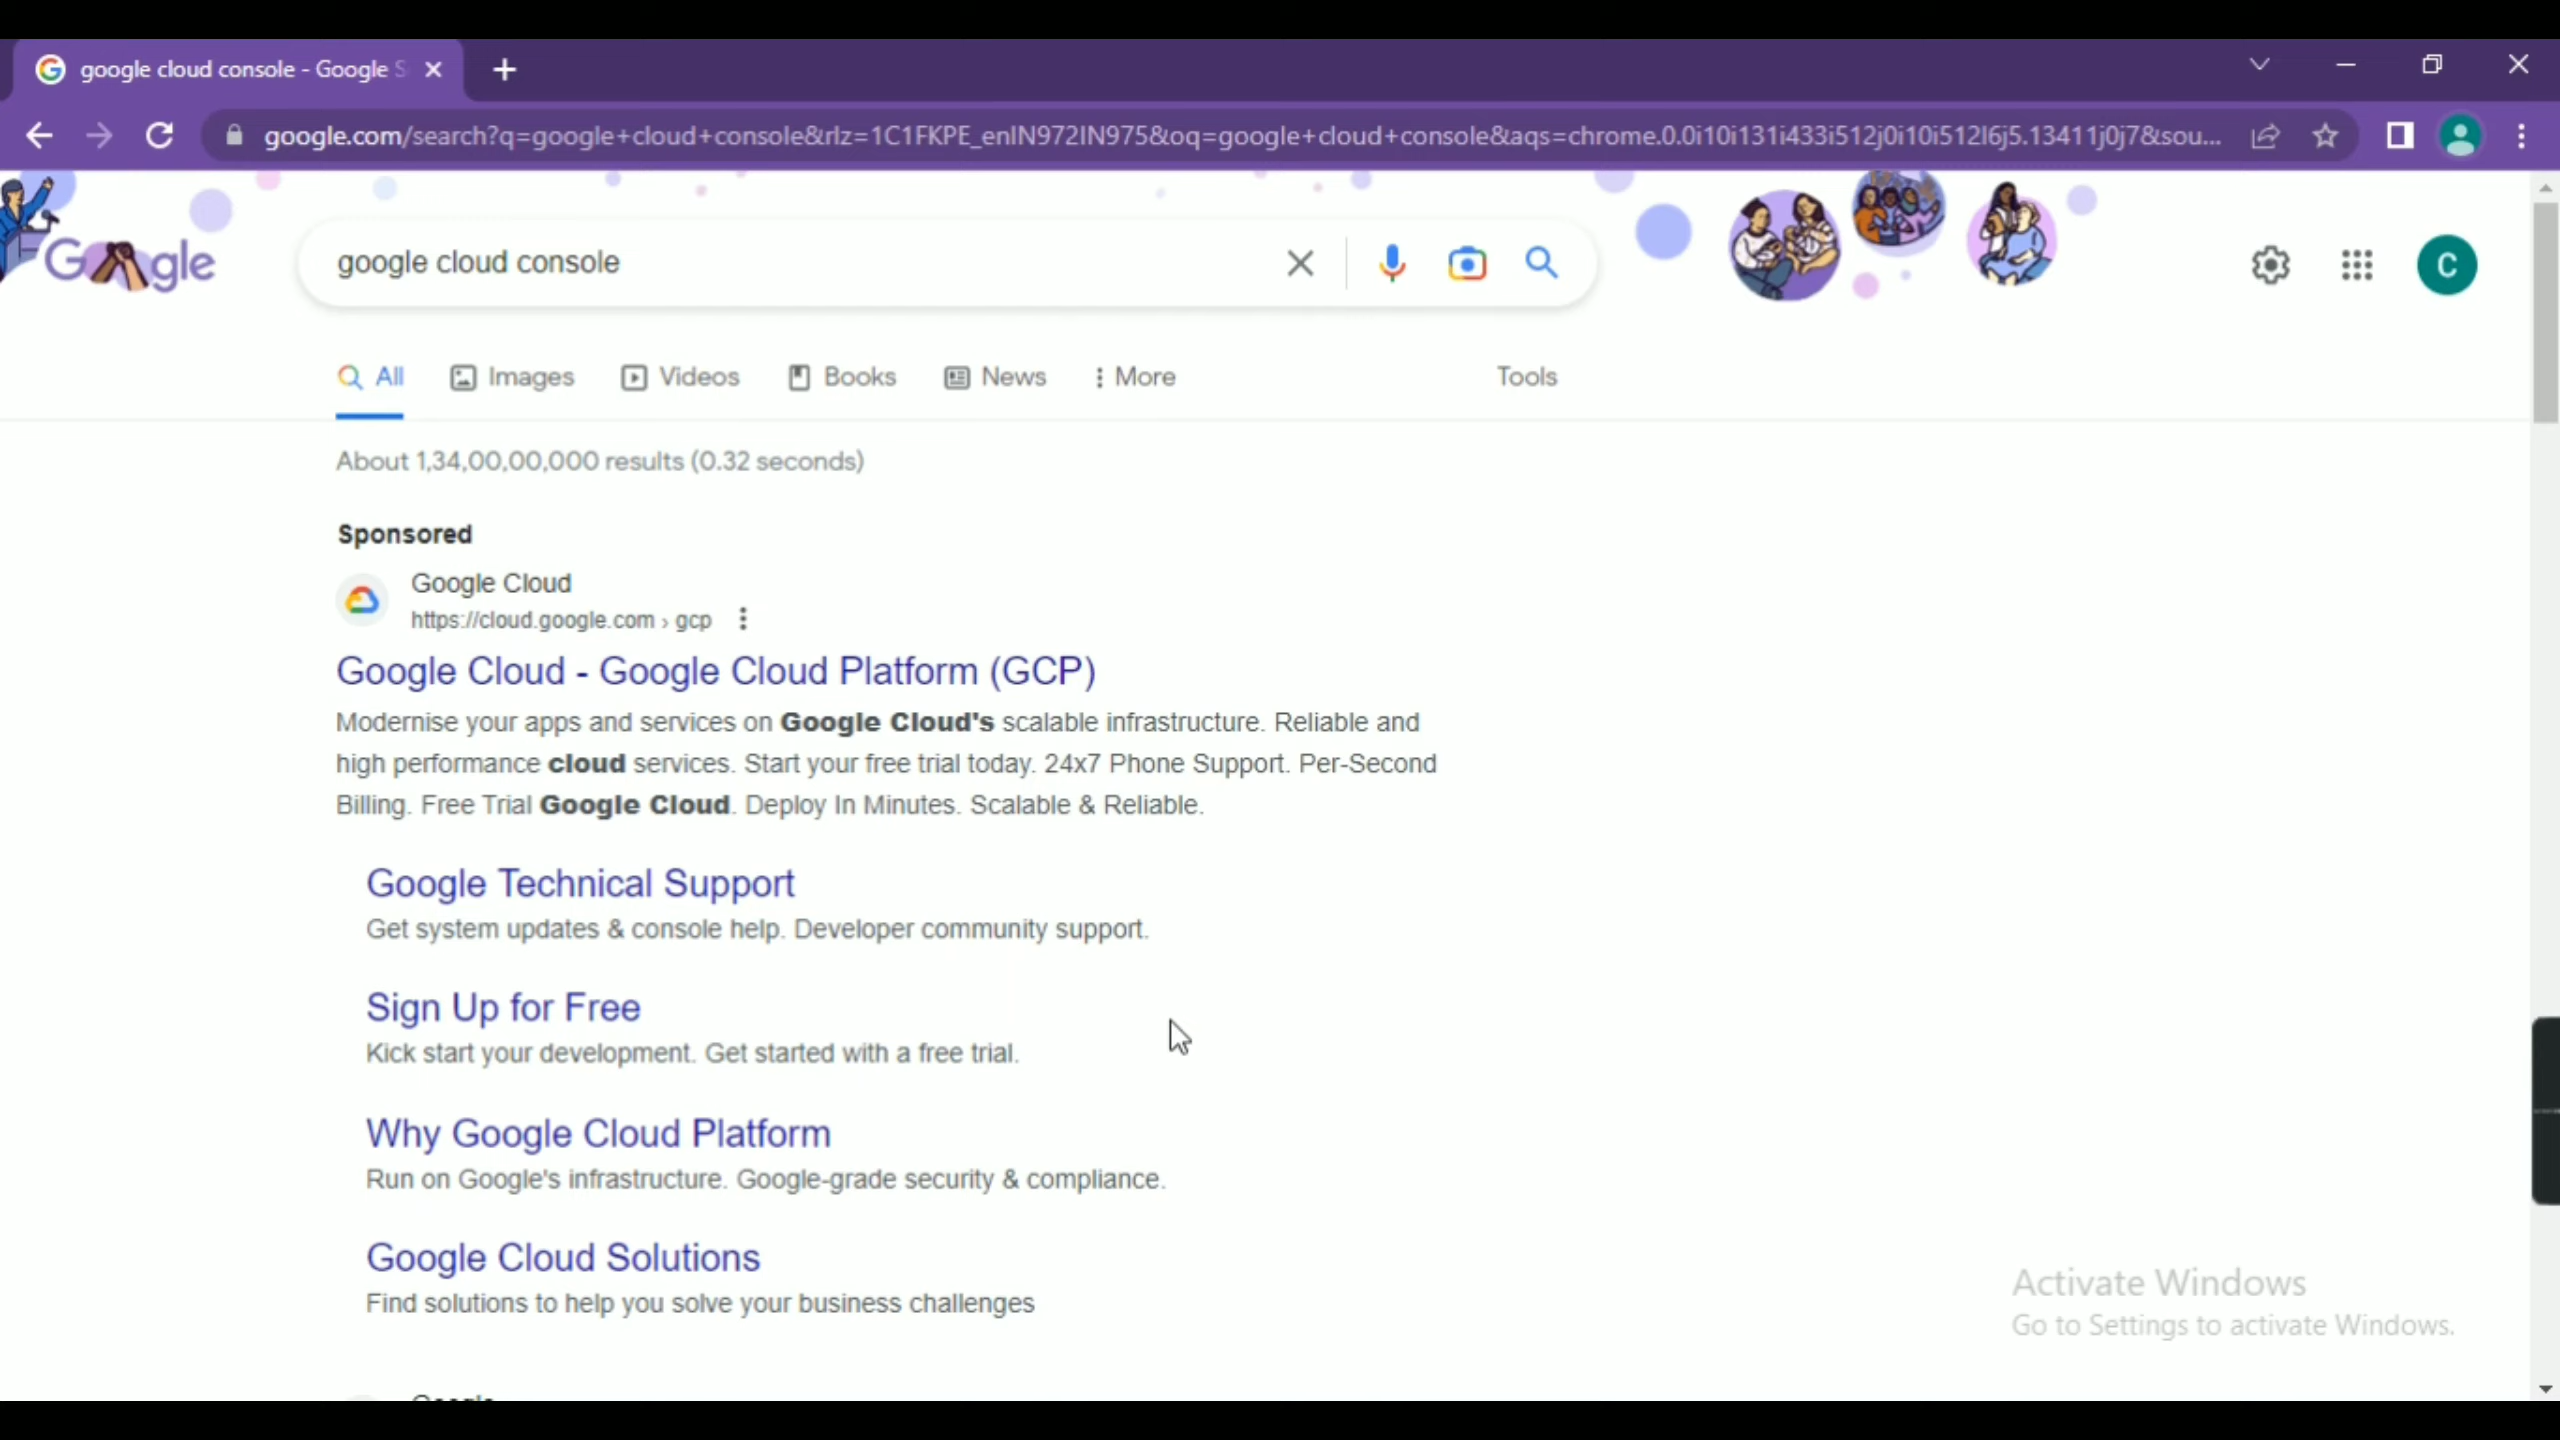 google cloud console - Google S
google.com/search?q=google+cloud+console&rlz=1C1FKPE_enIN972IN975&oq=google+cloud+console&aqs=chrome.0.0i10i131i433i512j0i10i512l6j5.13411j0j7&sou...
Google
google cloud console
C
All Images Videos Books News More Tools
About 1,34,00,00,000 results (0.32 seconds)
Sponsored
Google Cloud
https://cloud.google.com › gcp
Google Cloud - Google Cloud Platform (GCP)
Modernise your apps and services on Google Cloud's scalable infrastructure. Reliable and
high performance cloud services. Start your free trial today. 24x7 Phone Support. Per-Second
Billing. Free Trial Google Cloud. Deploy In Minutes. Scalable & Reliable.
Google Technical Support
Get system updates & console help. Developer community support.
Sign Up for Free
Kick start your development. Get started with a free trial.
Why Google Cloud Platform
Run on Google's infrastructure. Google-grade security & compliance.
Google Cloud Solutions
Find solutions to help you solve your business challenges
Activate Windows
Go to Settings to activate Windows.